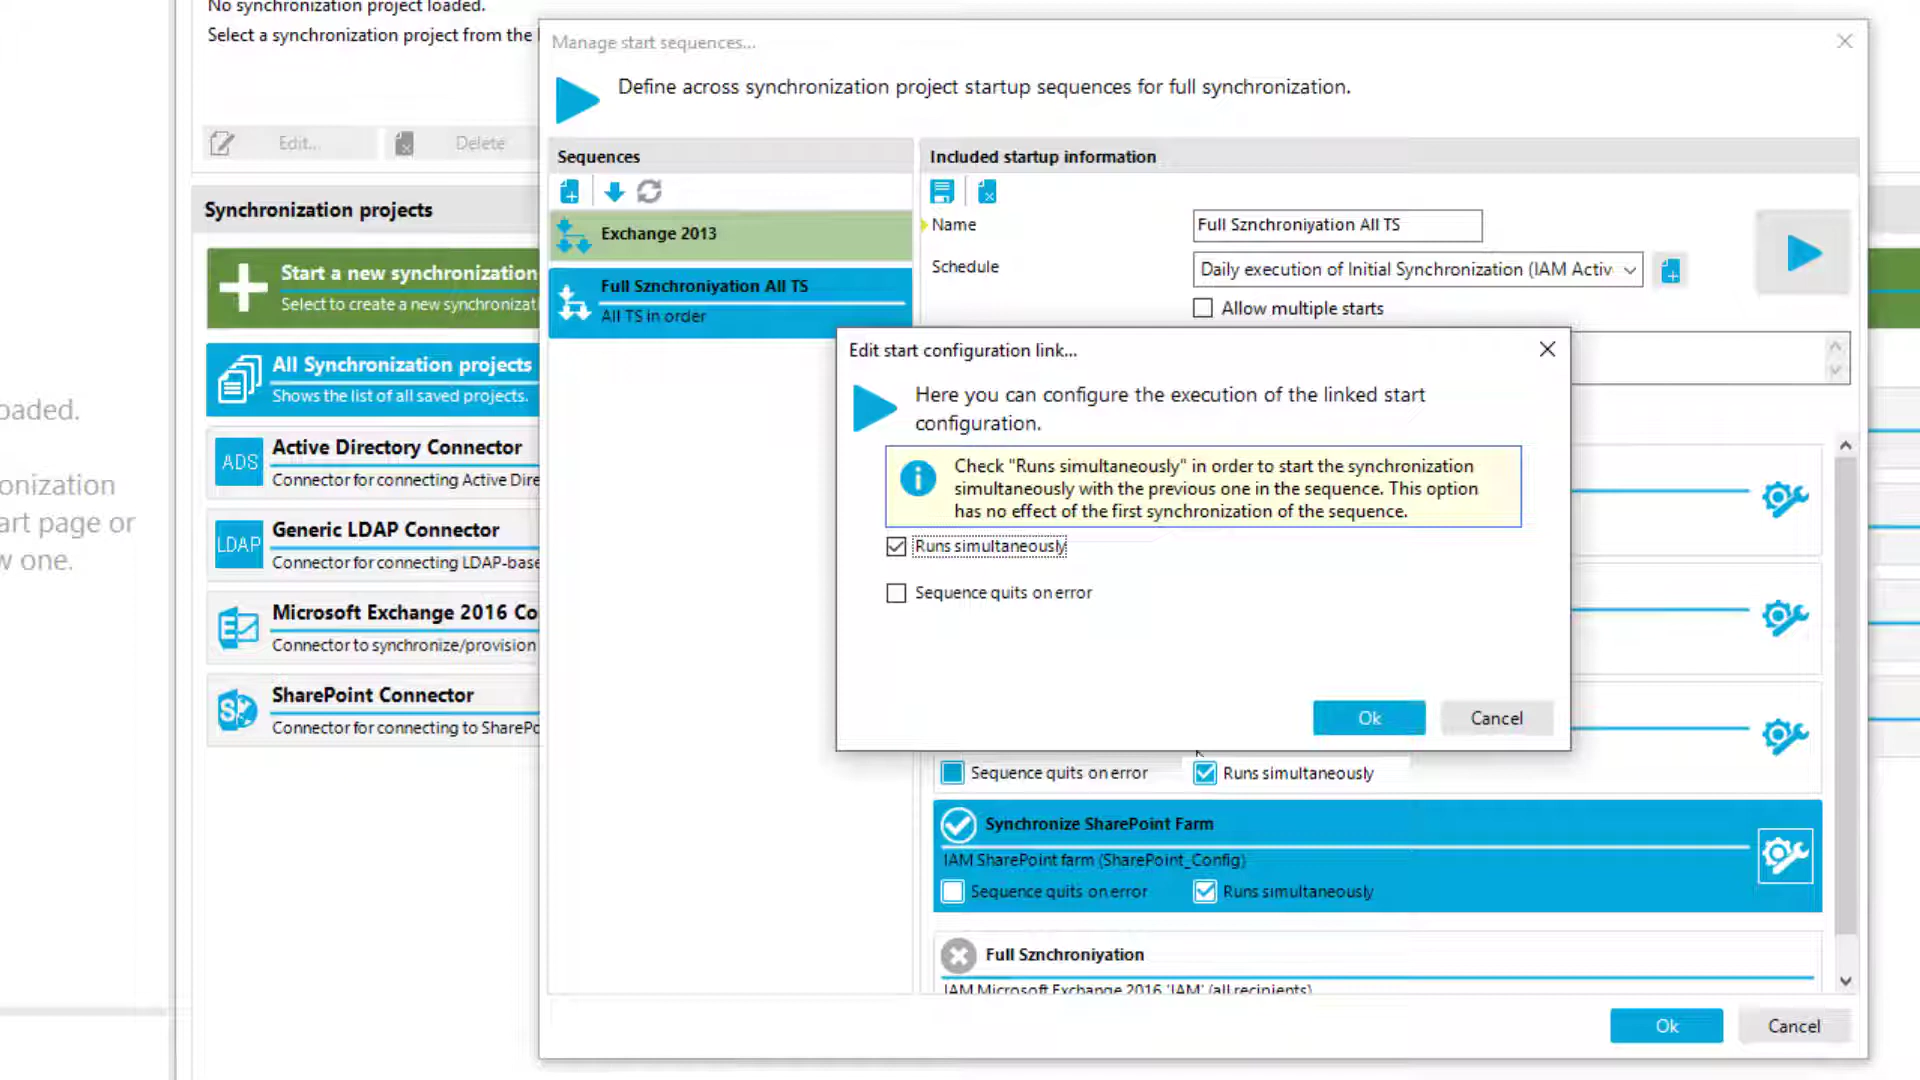 No synchronization project loaded.
Select a synchronization project from the
Edit...
Delete
Synchronization projects
Start a new synchronization
Select to create a new synchronizat
All Synchronization projects
Shows the list of all saved projects.
ADS
Active Directory Connector
Connector for connecting Active Dire
LDAP
Generic LDAP Connector
Connector for connecting LDAP-base
Microsoft Exchange 2016 Co
Connector to synchronize/provision
SharePoint Connector
Connector for connecting to SharePo
oaded.
onization
art page or
w one.
Manage start sequences...
Define across synchronization project startup sequences for full synchronization.
Sequences
Exchange 2013
Full Sznchroniyation All TS
All TS in order
Included startup information
Name
Full Sznchroniyation All TS
Schedule
Daily execution of Initial Synchronization (IAM Activ
Allow multiple starts
Edit start configuration link...
Here you can configure the execution of the linked start
configuration.
Check "Runs simultaneously" in order to start the synchronization
simultaneously with the previous one in the sequence. This option
has no effect of the first synchronization of the sequence.
Runs simultaneously
Sequence quits on error
Ok
Cancel
Sequence quits on error
Runs simultaneously
Synchronize SharePoint Farm
IAM SharePoint farm (SharePoint_Config)
Sequence quits on error
Runs simultaneously
Full Sznchroniyation
IAM Microsoft Exchange 2016 'IAM' (all recipients)
Ok
Cancel